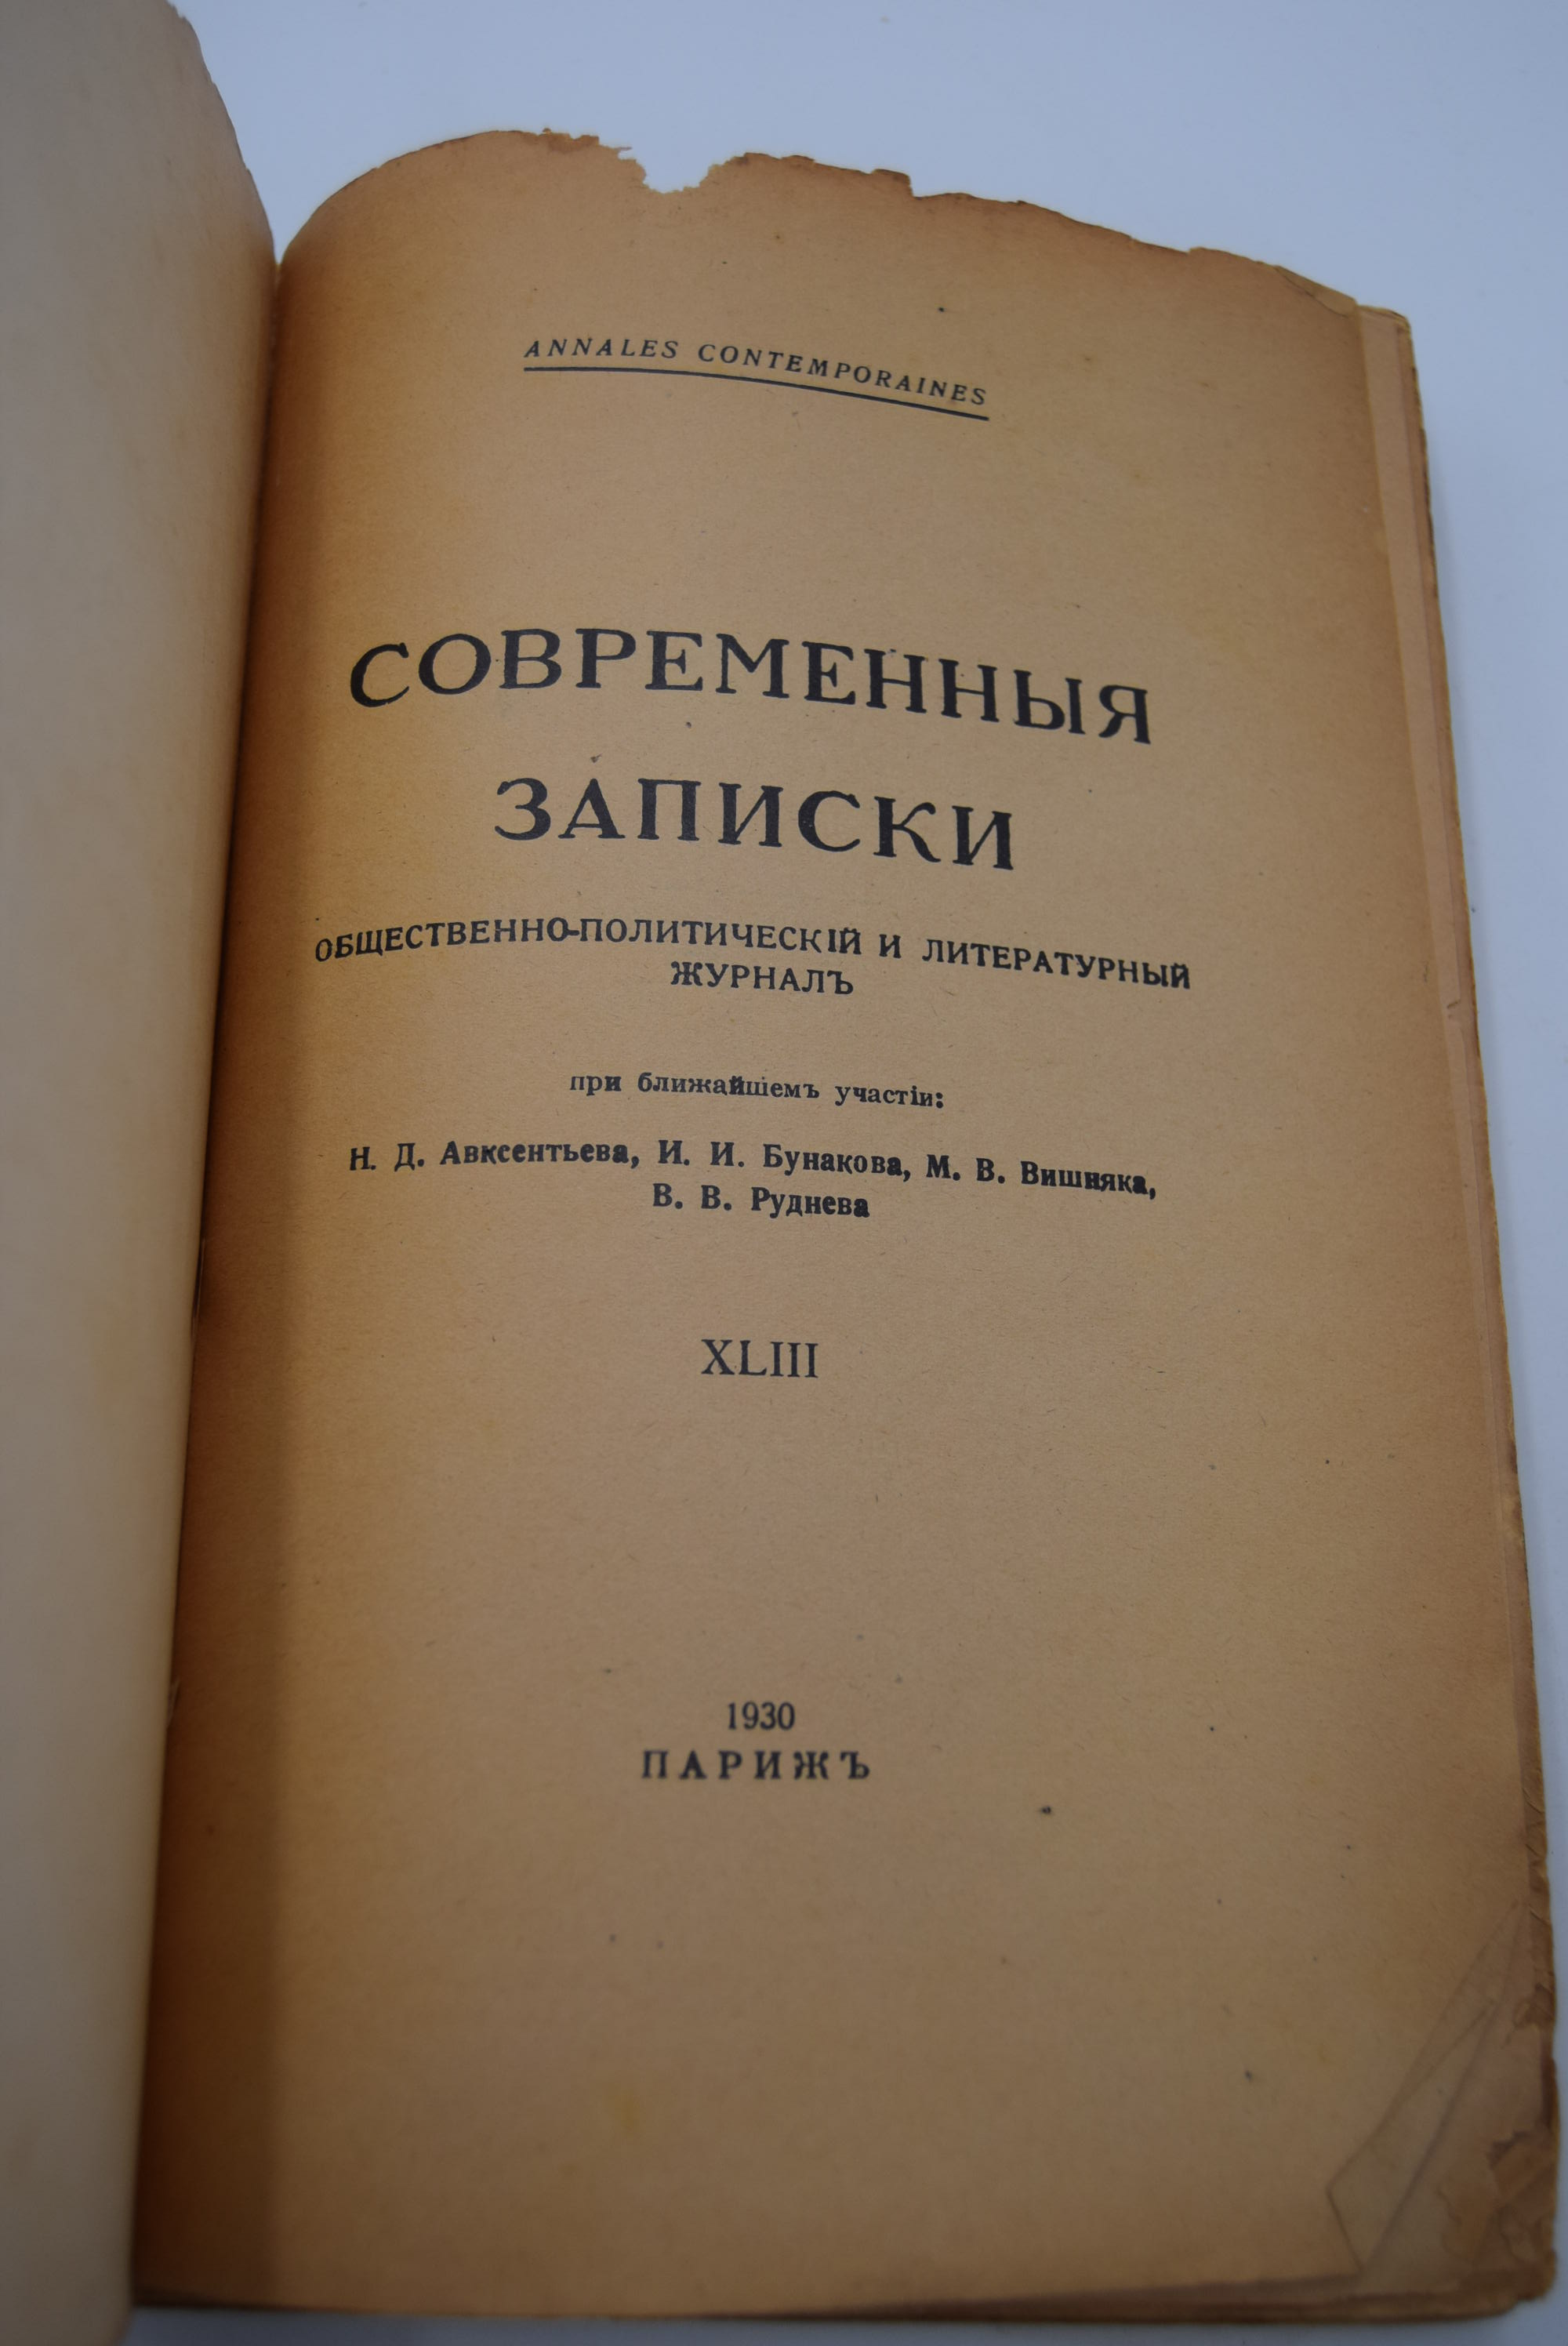 ANNALES CONTEMPORAINES
СОВРЕМЕННЫЯ
ЗАПИСКИ
ОБЩЕСТВЕННО-ПОЛИТИЧЕСКІЙ И ЛИТЕРАТУРНЫЙ
ЖУРНАЛЪ
при ближайшемъ участіи:
Н. Д. Авксентьева, И. И. Бунакова, М. В. Вишняка,
В. В. Руднева
XLIII
1930
ПАРИЖЪ